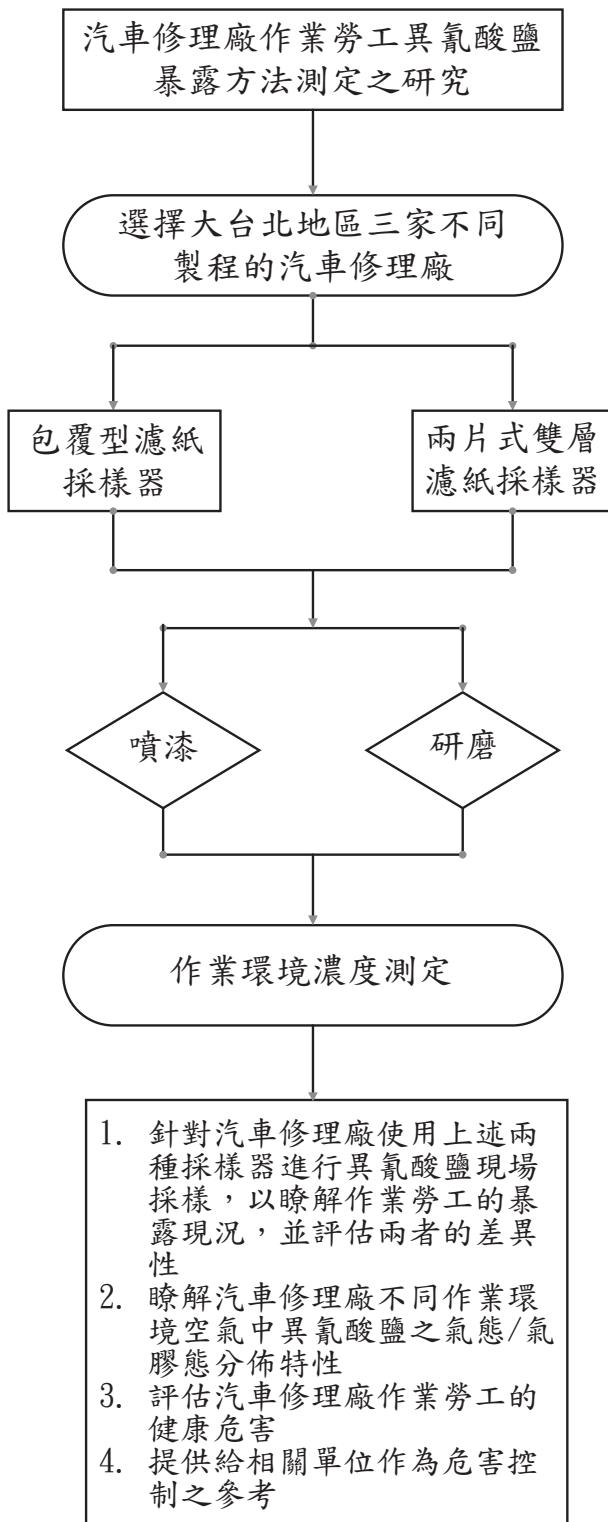 汽車修理廠作業勞工異氰酸鹽
暴露方法測定之研究
選擇大台北地區三家不同
製程的汽車修理廠
包覆型濾紙
採樣器
兩片式雙層
濾紙採樣器
噴漆
研磨
作業環境濃度測定
1. 針對汽車修理廠使用上述兩
種採樣器進行異氰酸鹽現場
採樣，以瞭解作業勞工的暴
露現況，並評估兩者的差異
性
2. 瞭解汽車修理廠不同作業環
境空氣中異氰酸鹽之氣態/氣
膠態分佈特性
3. 評估汽車修理廠作業勞工的
健康危害
4. 提供給相關單位作為危害控
制之參考